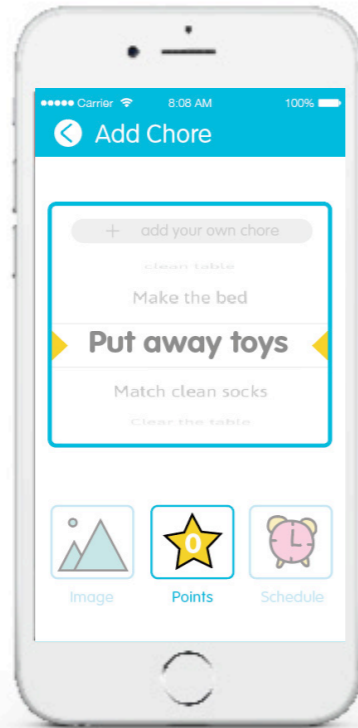 Carrier 8:08 AM 100%
Add Chore
+ add your own chore
clean table
Make the bed
Put away toys
Match clean socks
Clear the table
0
Image Points Schedule